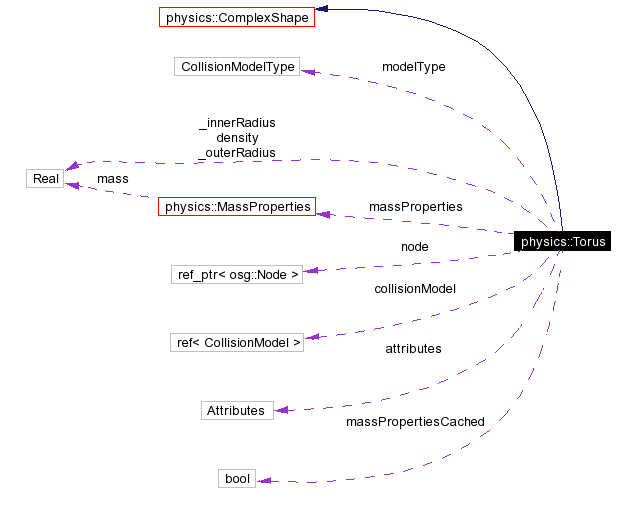 physics::ComplexShape
CollisionModelType
modelType
_innerRadius
density
_outerRadius
Real
mass
physics::MassProperties
massProperties
physics::Torus
node
ref_ptr< osg::Node >
collisionModel
ref< CollisionModel >
attributes
Attributes
massPropertiesCached
bool